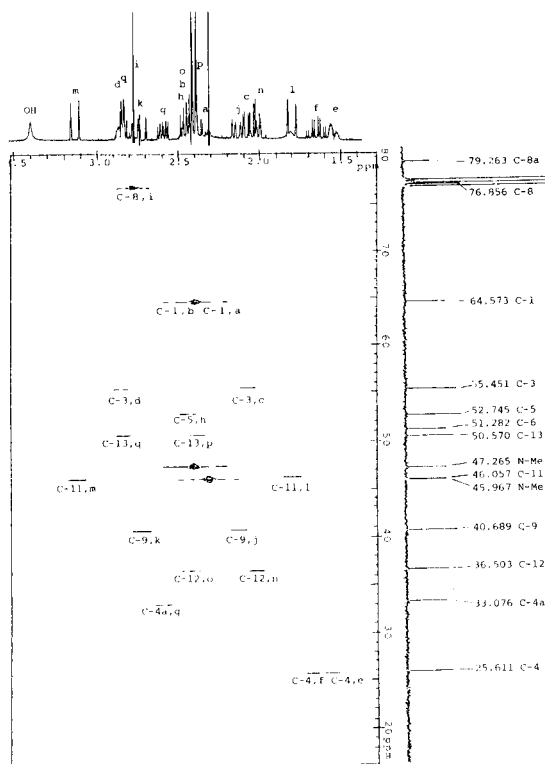 i
o
p
d q
b
OH
m
k
q
h
a
j
c
n
l
f
e
2.5
2.0
1.5
ppm
80
C-8,i
70
C-1,b C-1,a
60
C-3,d
C-3,c
C-5,h
C-13,q
C-13,p
50
C-11,m
C-11,l
C-9,k
C-9,j
40
C-12,o
C-12,n
C-4a,g
30
C-4,f C-4,e
20
ppm
79.263 C-8a
76.856 C-8
64.573 C-1
55.451 C-3
52.745 C-5
51.282 C-6
50.570 C-13
47.265 N-Me
46.057 C-11
45.967 N-Me
40.689 C-9
36.503 C-12
33.076 C-4a
25.611 C-4